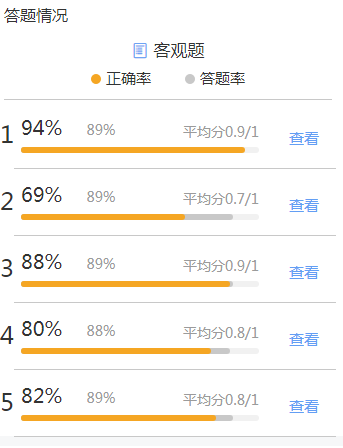 答题情况
客观题
正确率 答题率
1 94% 89% 平均分0.9/1 查看
2 69% 89% 平均分0.7/1 查看
3 88% 89% 平均分0.9/1 查看
4 80% 88% 平均分0.8/1 查看
5 82% 89% 平均分0.8/1 查看